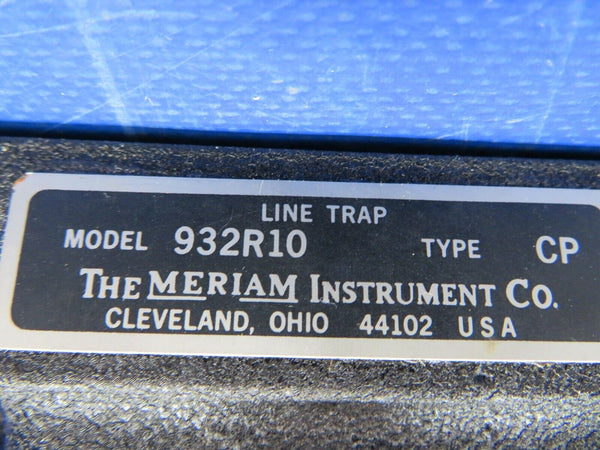 LINE TRAP
MODEL 932R10 TYPE CP
THE MERIAM INSTRUMENT CO.
CLEVELAND, OHIO 44102 USA